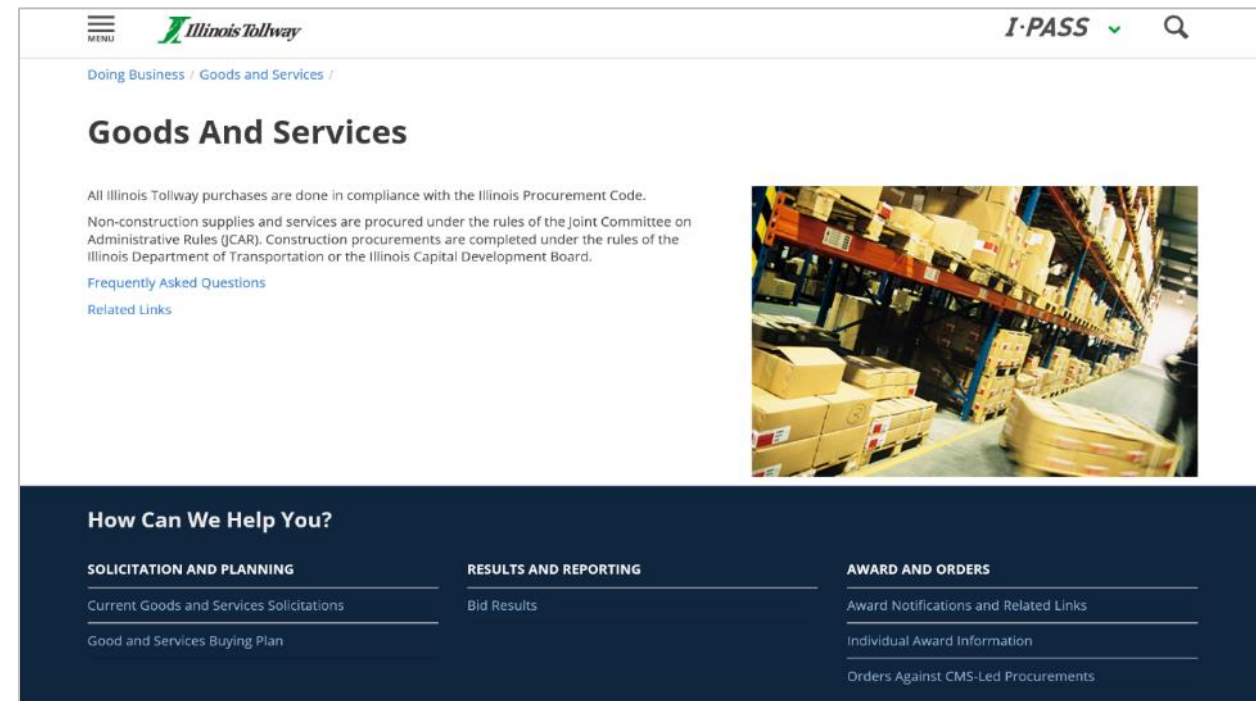 MENU
Illinois Tollway
I·PASS
Doing Business / Goods and Services /
Goods And Services
All Illinois Tollway purchases are done in compliance with the Illinois Procurement Code.
Non-construction supplies and services are procured under the rules of the Joint Committee on
Administrative Rules (JCAR). Construction procurements are completed under the rules of the
Illinois Department of Transportation or the Illinois Capital Development Board.
Frequently Asked Questions
Related Links
How Can We Help You?
SOLICITATION AND PLANNING
Current Goods and Services Solicitations
Good and Services Buying Plan
RESULTS AND REPORTING
Bid Results
AWARD AND ORDERS
Award Notifications and Related Links
Individual Award Information
Orders Against CMS-Led Procurements